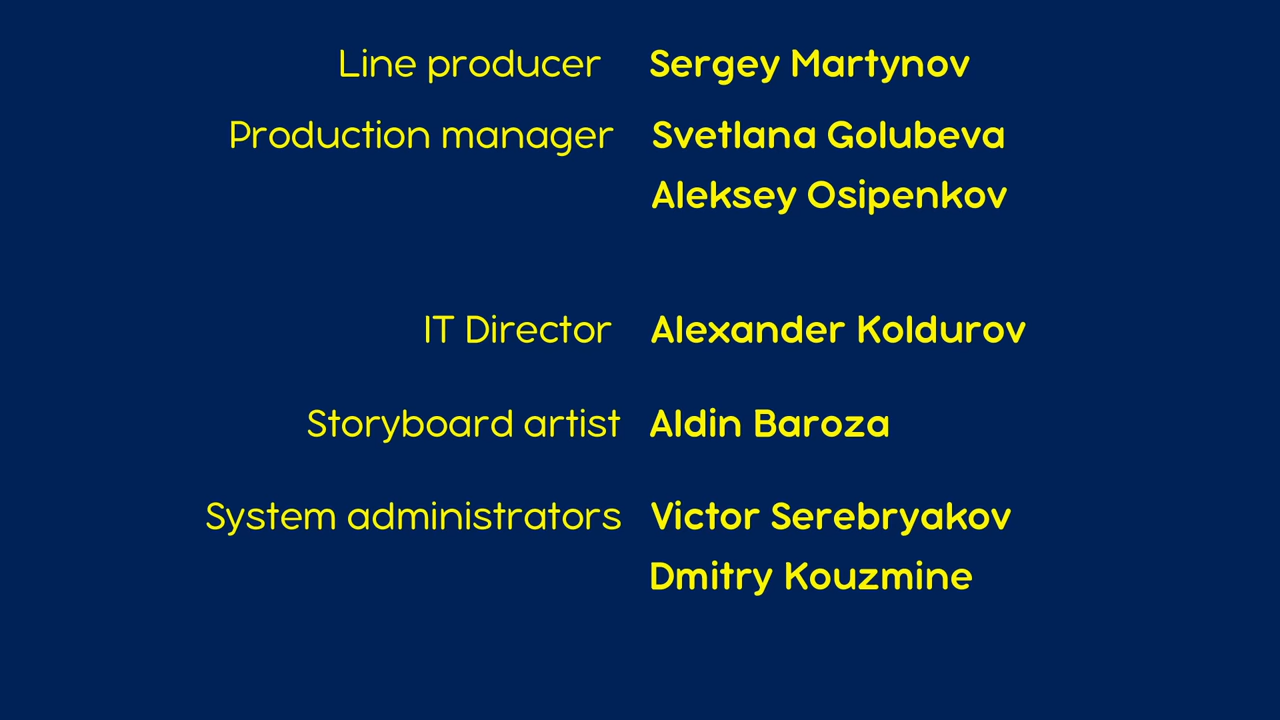 Line producer Sergey Martynov
Production manager Svetlana Golubeva
Aleksey Osipenkov
IT Director Alexander Koldurov
Storyboard artist Aldin Baroza
System administrators Victor Serebryakov
Dmitry Kouzmine